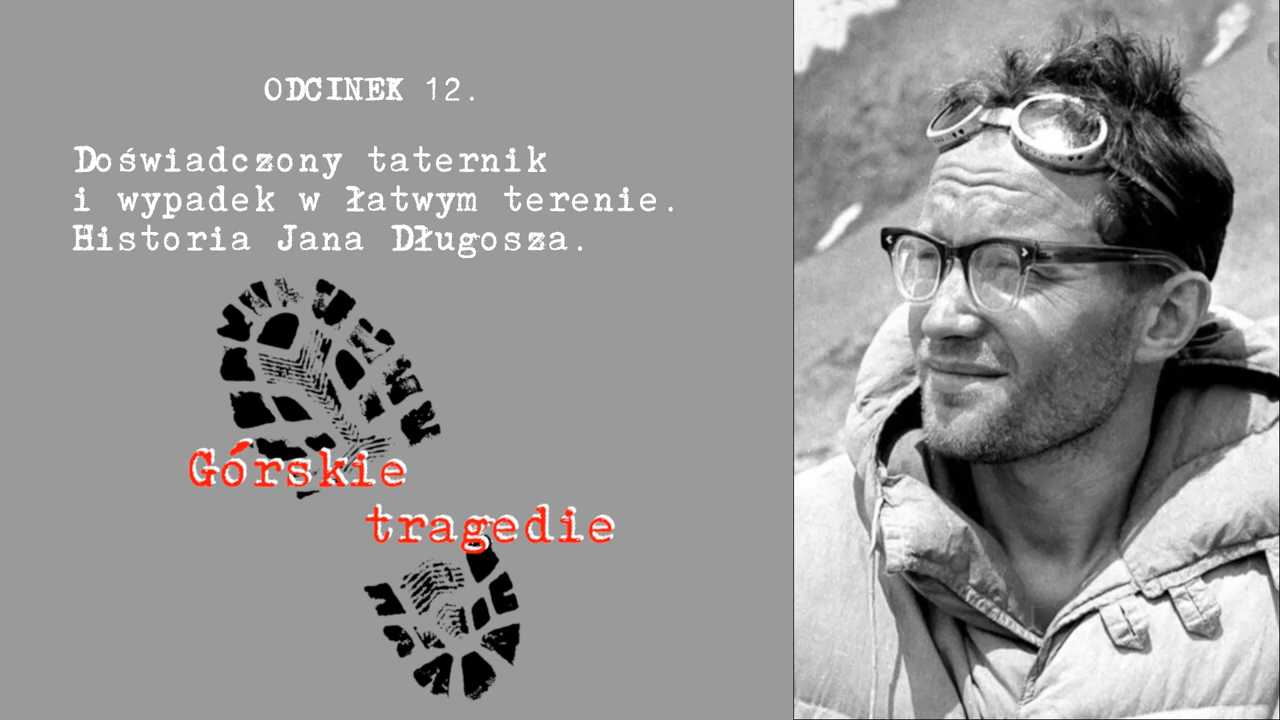 ODCINEK 12.
Doświadczony taternik
i wypadek w łatwym terenie.
Historia Jana Długosza.
Górskie
tragedie